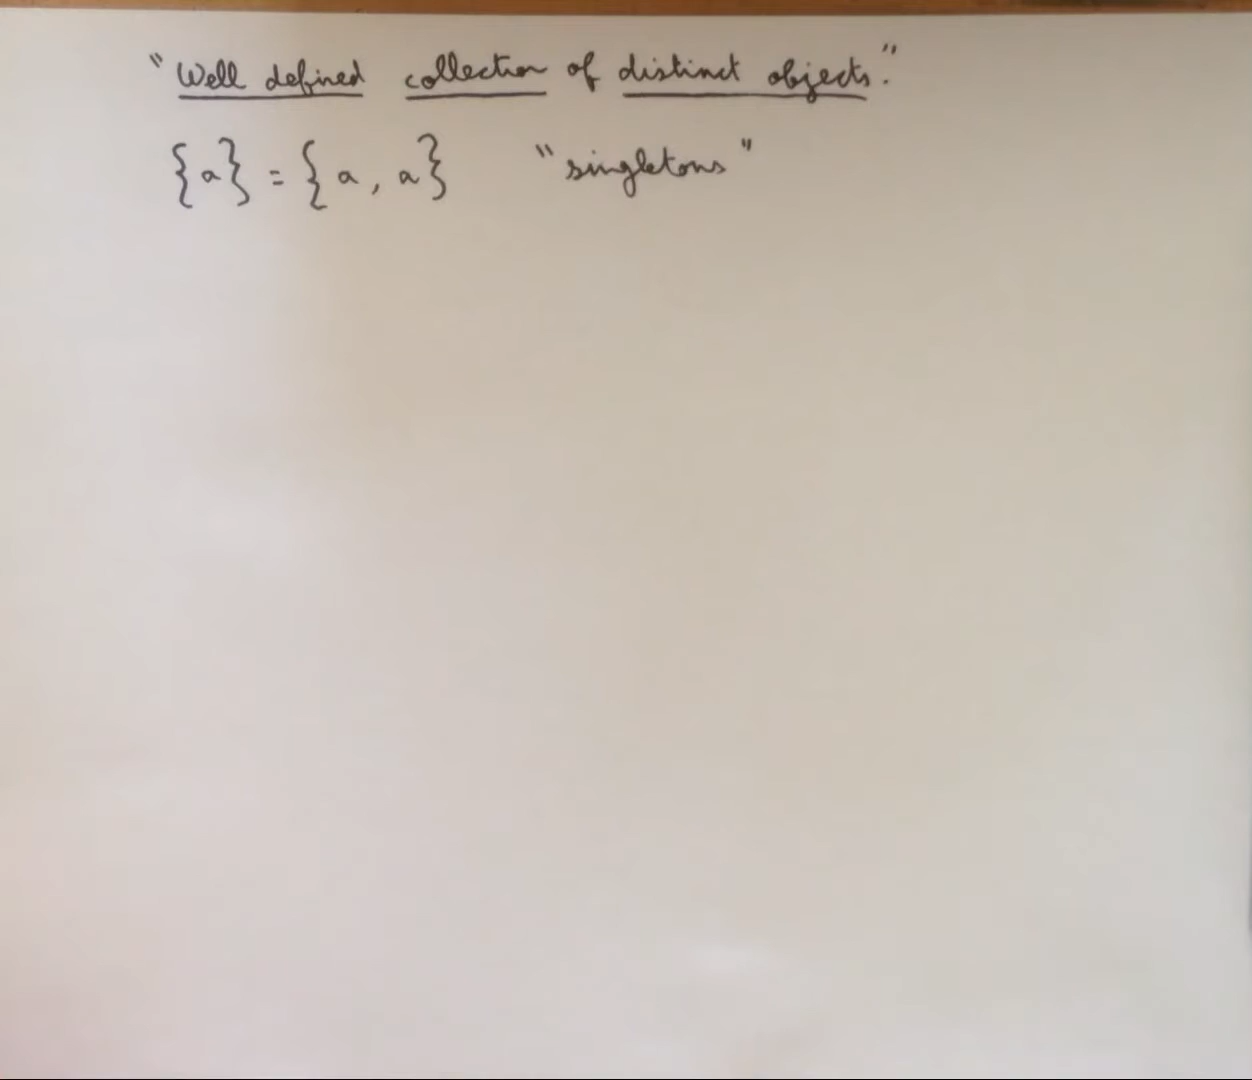 "Well defined collection of distinct objects."
{a} = {a, a} "singletons"